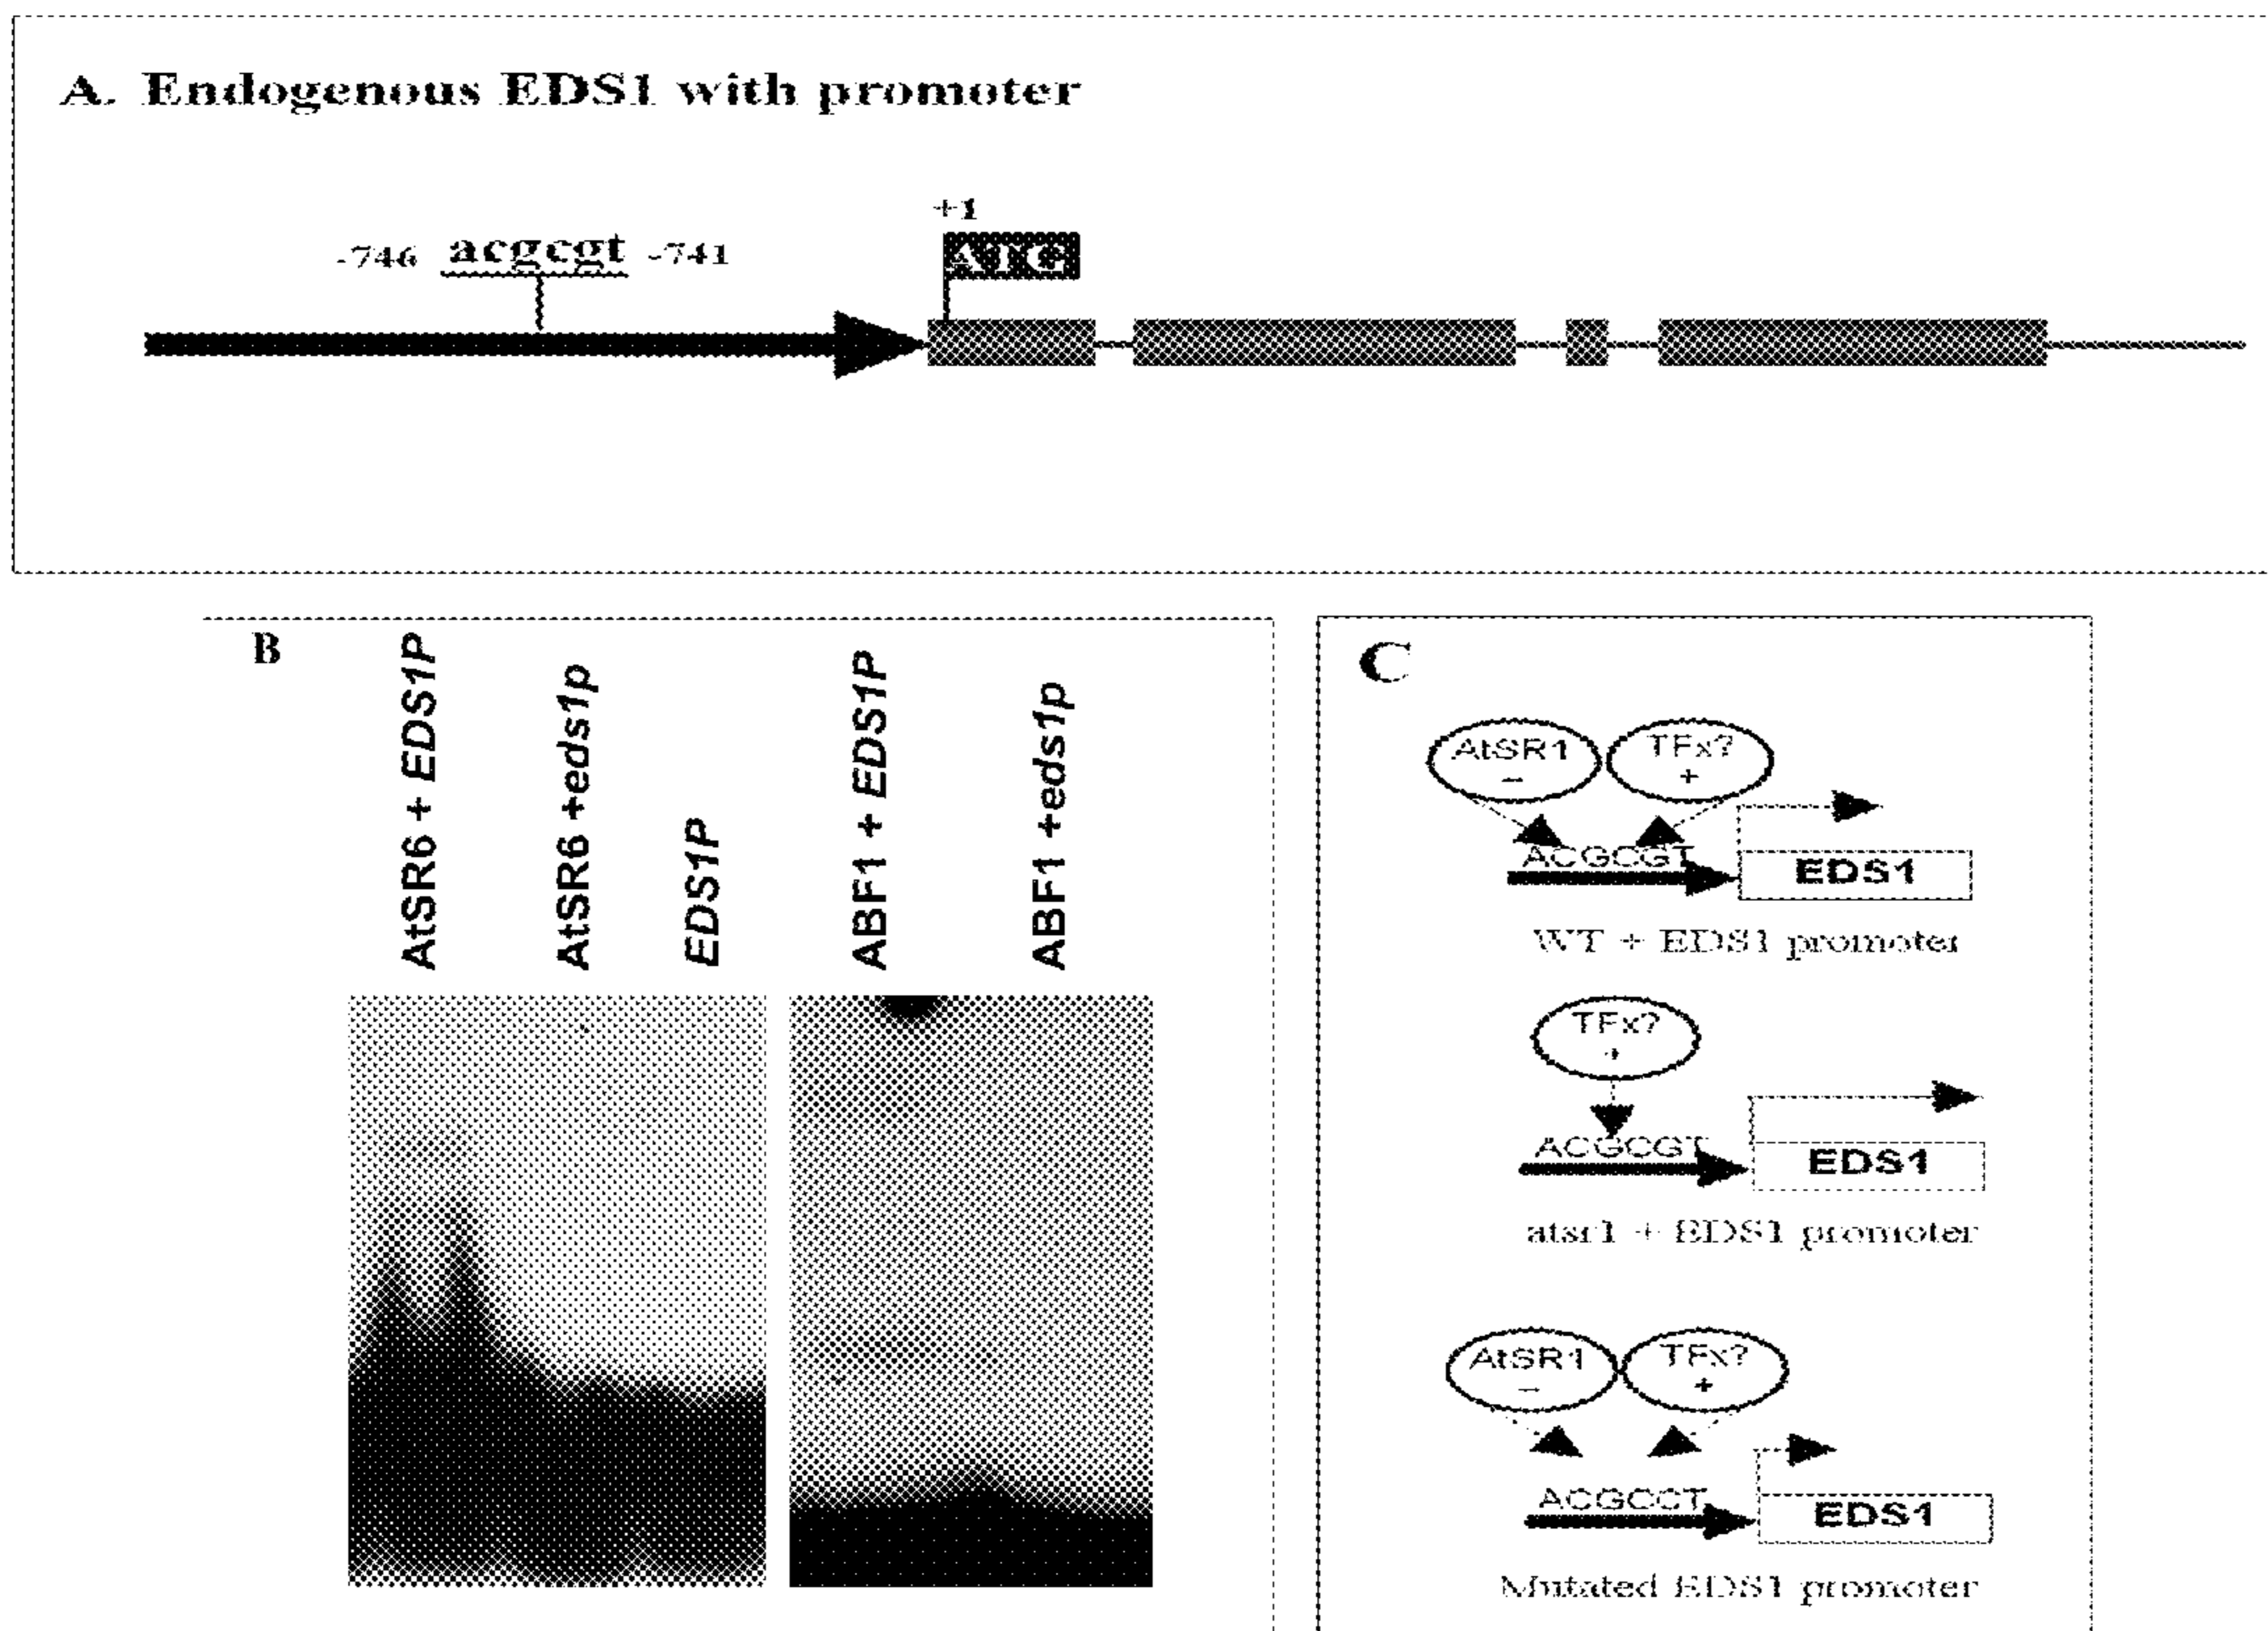 A. Endogenous EDS1 with promoter
+1
-746 acgcgt -741
ATG
B
AtSR6 + EDS1P
AtSR6 +eds1p
EDS1P
ABF1 + EDS1P
ABF1 +eds1p
C
AtSR1
–
TFx?
+
ACGCGT
EDS1
WT + EDS1 promoter
TFx?
+
ACGCGT
EDS1
atsr1 + EDS1 promoter
AtSR1
–
TFx?
+
ACGCCT
EDS1
Mutated EDS1 promoter